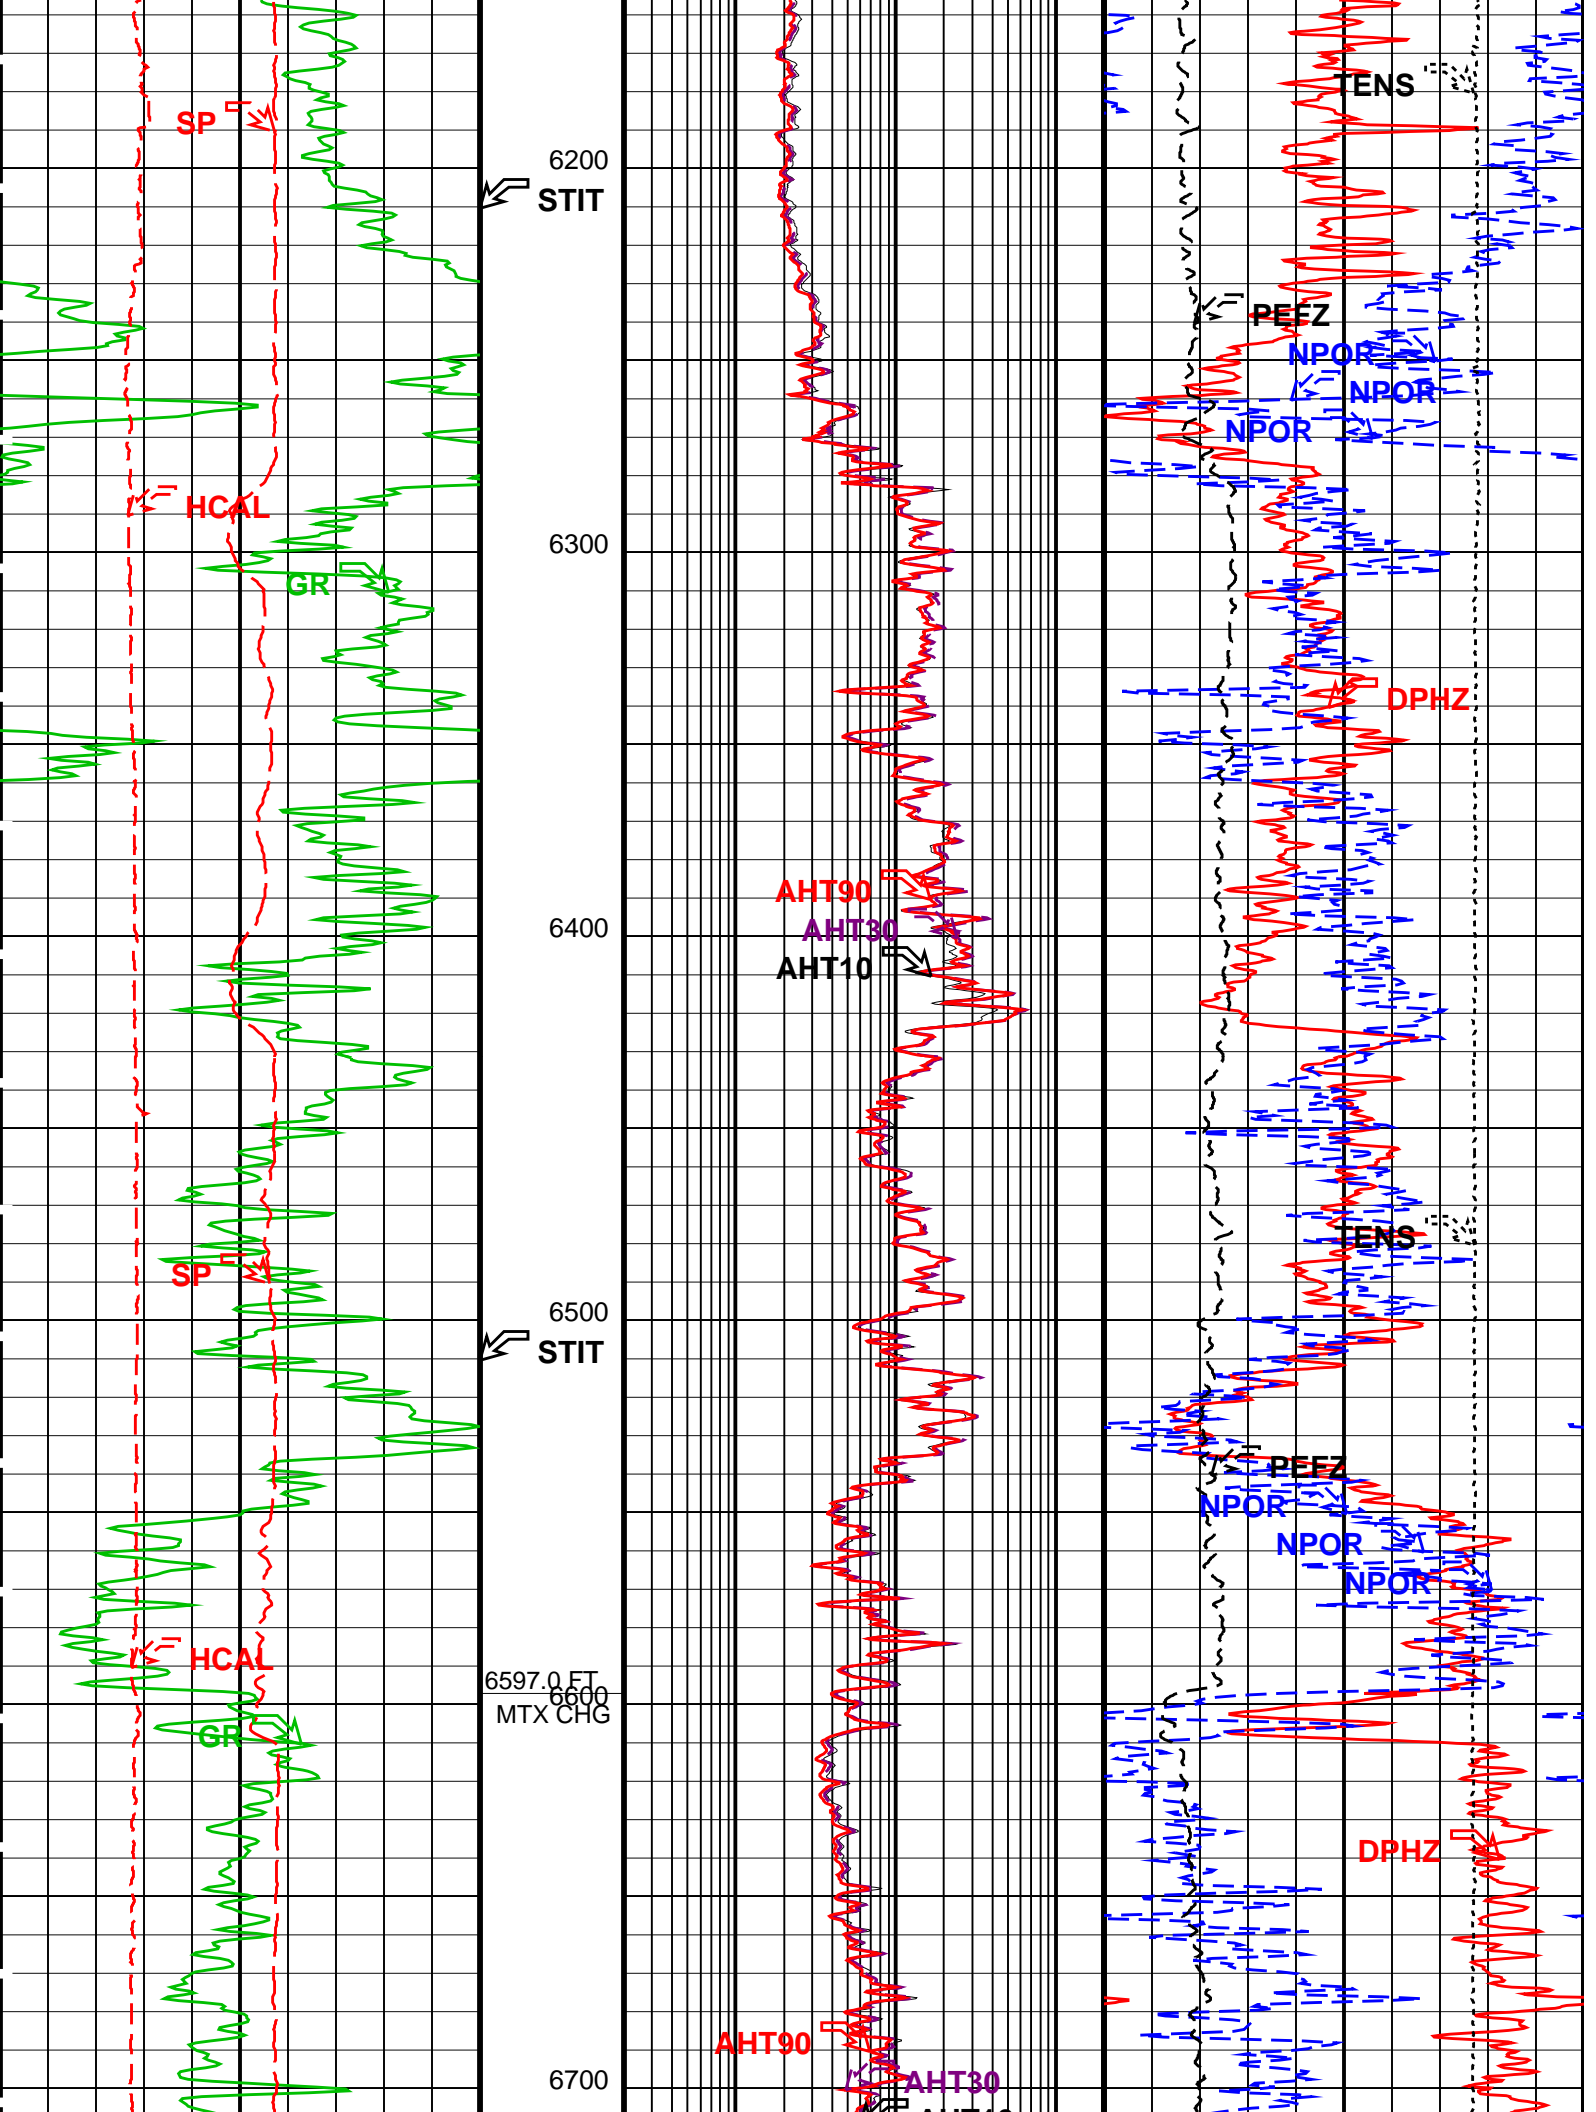 TENS
SP
6200
STIT
PEFZ
NPOR
NPOR
NPOR
HCAL
6300
GR
DPHZ
AHT90
6400
AHT30
AHT10
TENS
SP
6500
STIT
PEFZ
NPOR
NPOR
NPOR
HCAL
6597.0 FT
6600
MTX CHG
GR
DPHZ
AHT90
6700
AHT30